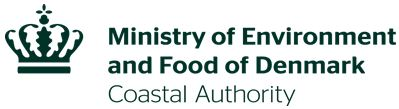 Ministry of Environment
and Food of Denmark
Coastal Authority